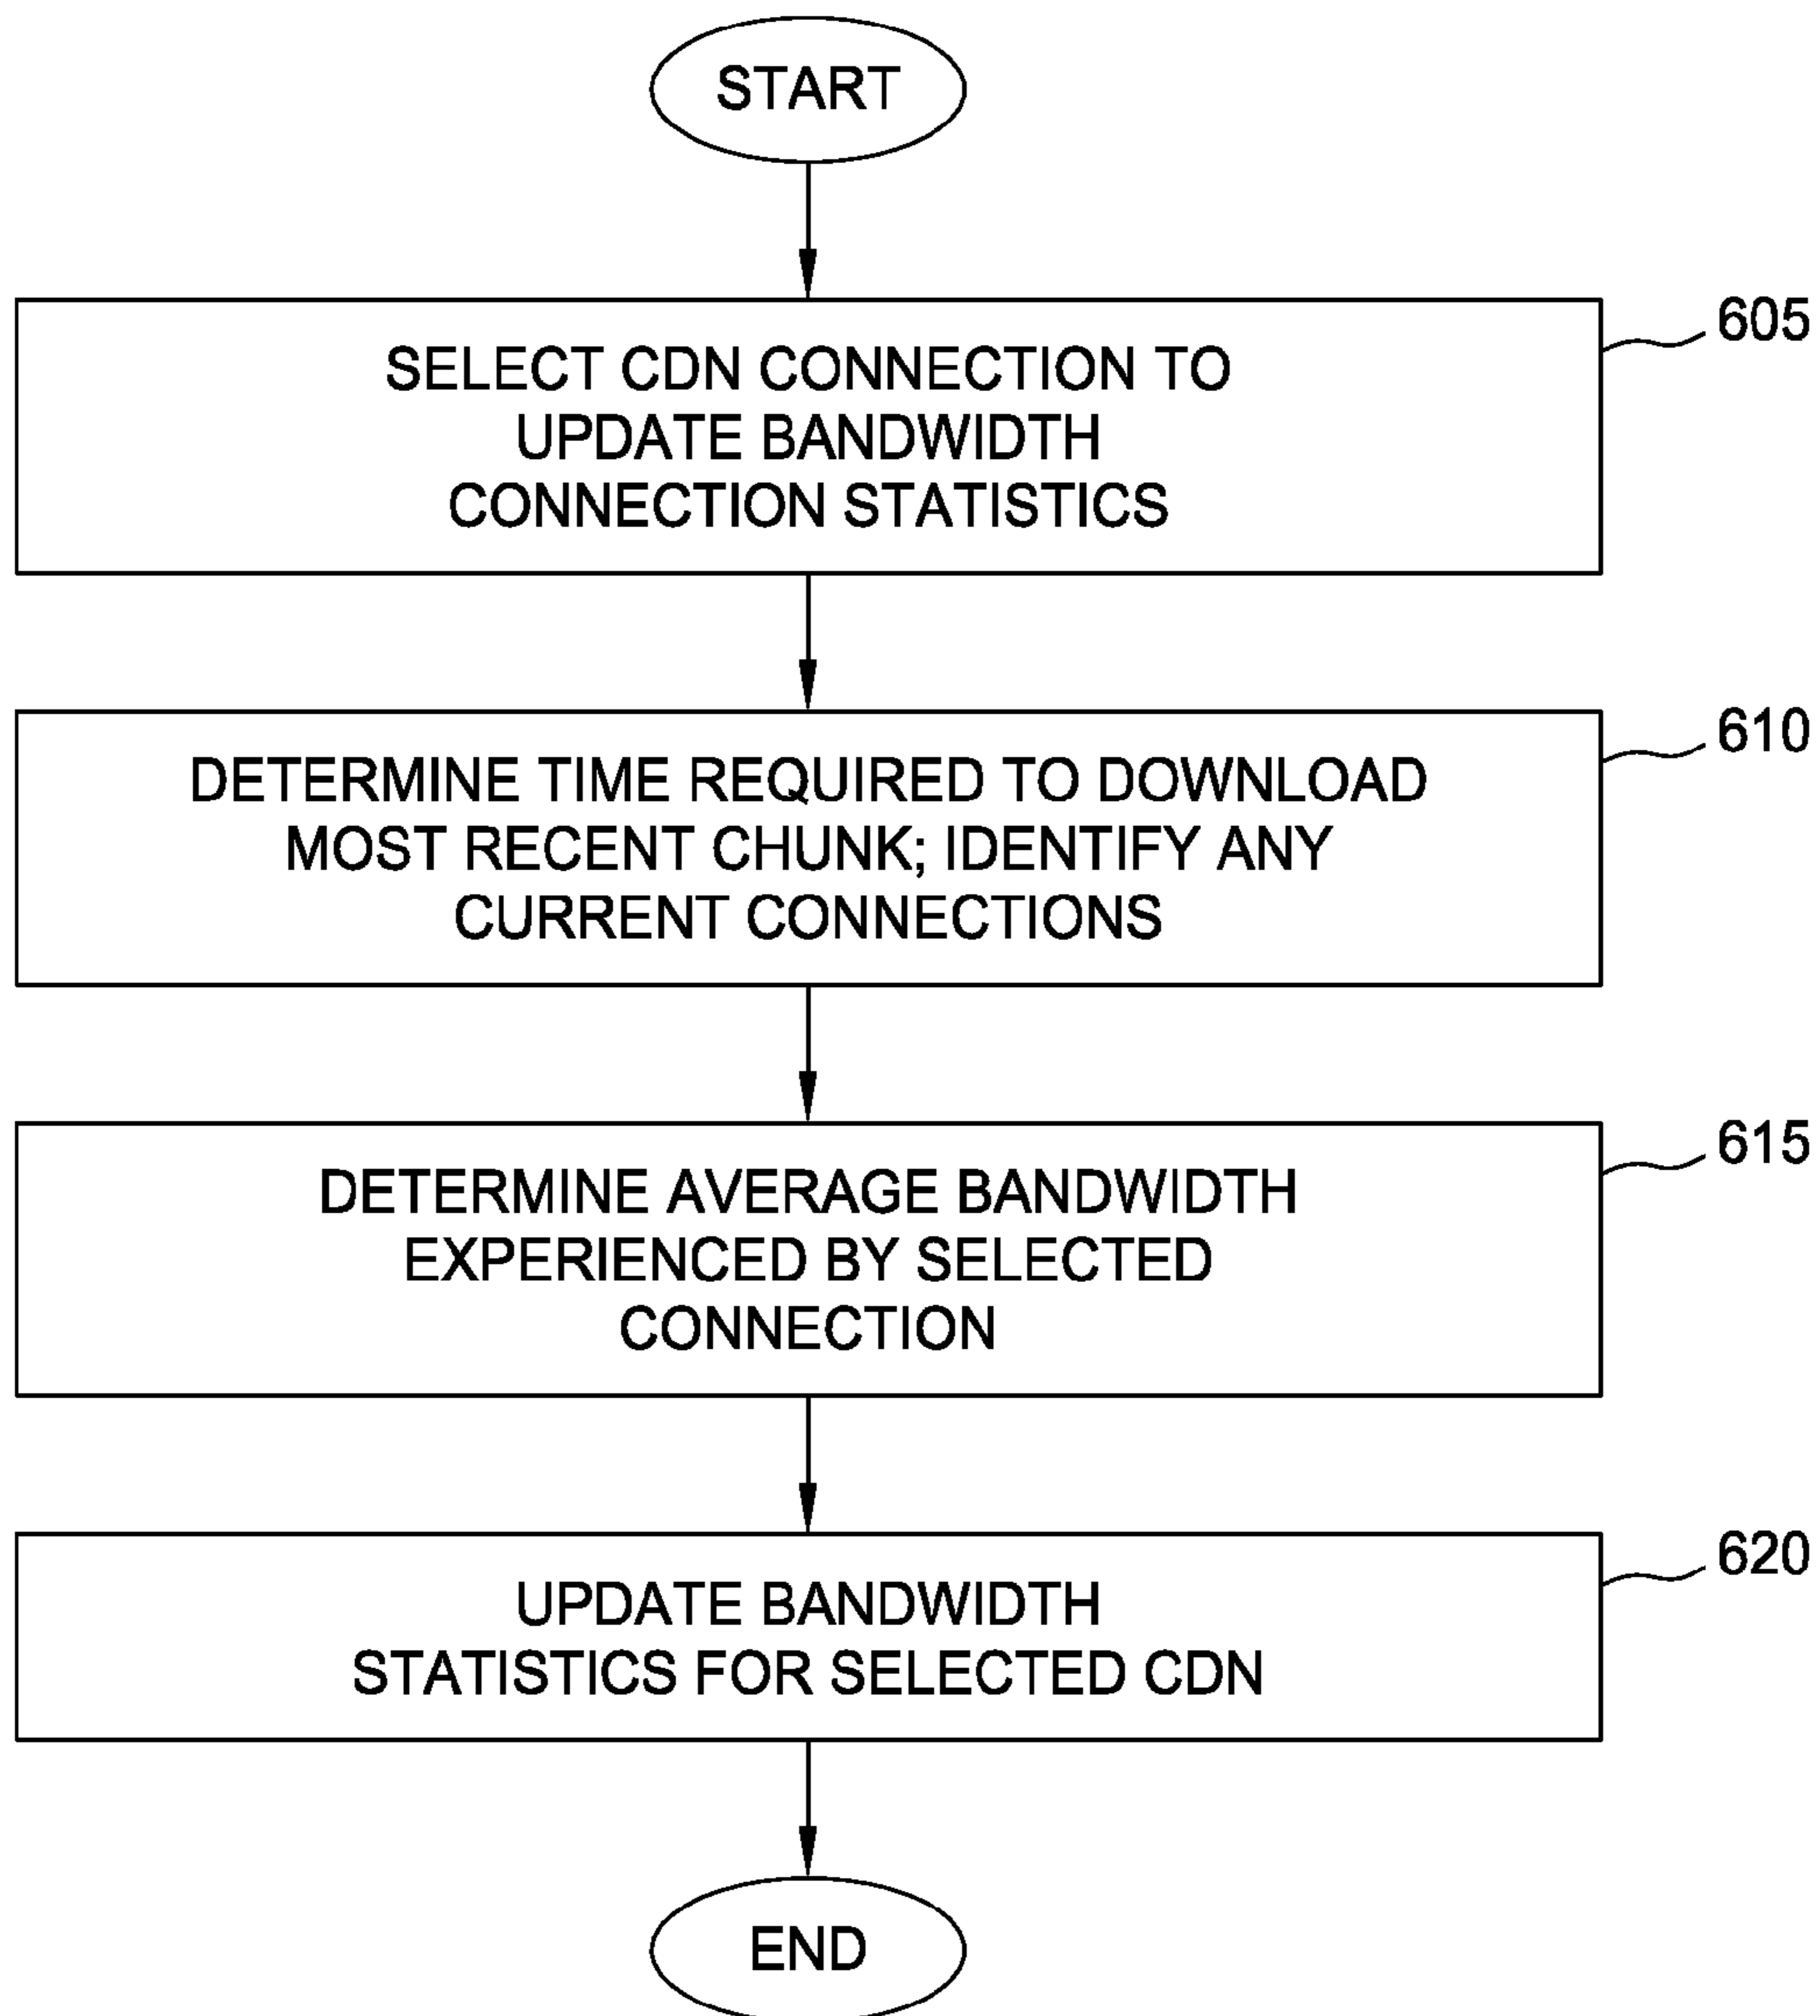 START
SELECT CDN CONNECTION TO
UPDATE BANDWIDTH
CONNECTION STATISTICS
605
DETERMINE TIME REQUIRED TO DOWNLOAD
MOST RECENT CHUNK; IDENTIFY ANY
CURRENT CONNECTIONS
610
DETERMINE AVERAGE BANDWIDTH
EXPERIENCED BY SELECTED
CONNECTION
615
UPDATE BANDWIDTH
STATISTICS FOR SELECTED CDN
620
END